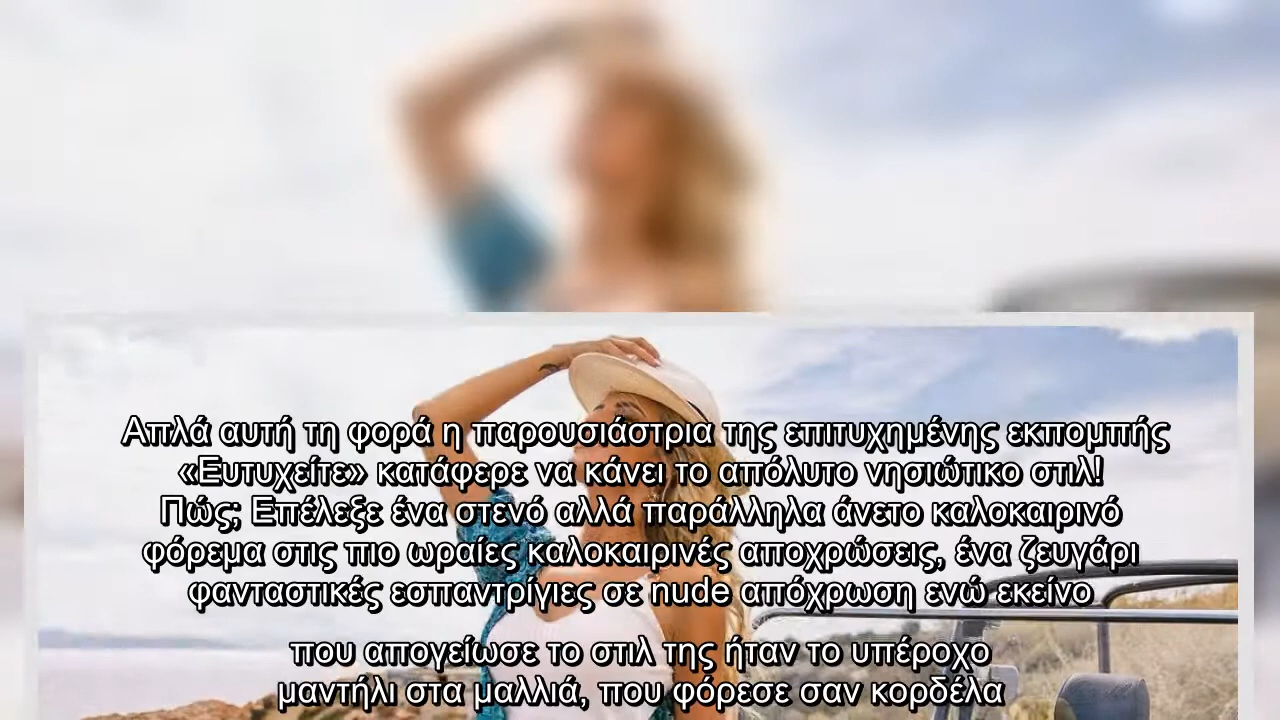 Απλά αυτή τη φορά η παρουσιάστρια της επιτυχημένης εκπομπής
«Ευτυχείτε» κατάφερε να κάνει το απόλυτο νησιώτικο στιλ!
Πώς; Επέλεξε ένα στενό αλλά παράλληλα άνετο καλοκαιρινό
φόρεμα στις πιο ωραίες καλοκαιρινές αποχρώσεις, ένα ζευγάρι
φανταστικές εσπαντρίγιες σε nude απόχρωση ενώ εκείνο
που απογείωσε το στιλ της ήταν το υπέροχο
μαντήλι στα μαλλιά, που φόρεσε σαν κορδέλα